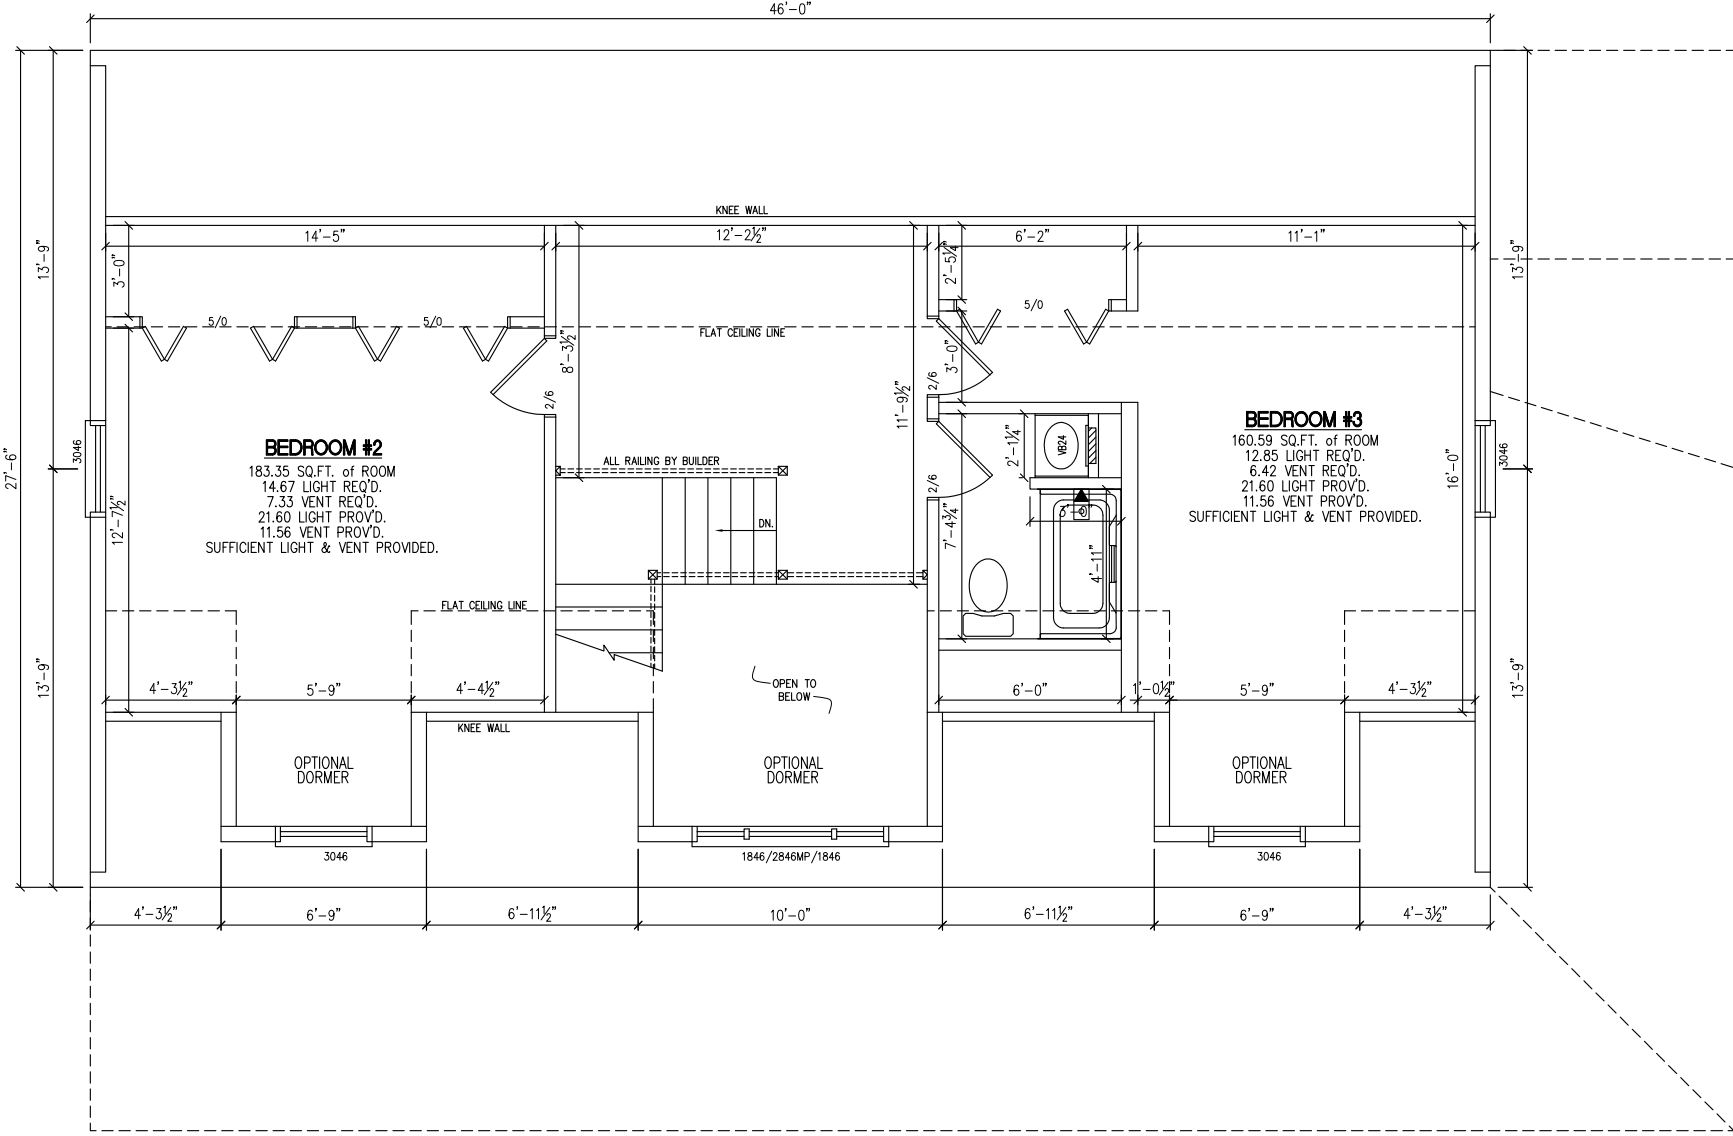 46'-0"
KNEE WALL
14'-5"
12'-2½"
6'-2"
11'-1"
13'-9"
3'-0"
2'-5¼"
13'-9"
5/0
5/0
5/0
FLAT CEILING LINE
8'-3½"
3'-0"
2/6
2/6
11'-9½"
BEDROOM #2
183.35 SQ.FT. of ROOM
14.67 LIGHT REQ'D.
7.33 VENT REQ'D.
21.60 LIGHT PROV'D.
11.56 VENT PROV'D.
SUFFICIENT LIGHT & VENT PROVIDED.
BEDROOM #3
160.59 SQ.FT. of ROOM
12.85 LIGHT REQ'D.
6.42 VENT REQ'D.
21.60 LIGHT PROV'D.
11.56 VENT PROV'D.
SUFFICIENT LIGHT & VENT PROVIDED.
27'-6"
3046
12'-7½"
ALL RAILING BY BUILDER
2'-1¼"
VB24
3046
16'-0"
2/6
DN.
7'-4¾"
4'-11"
FLAT CEILING LINE
13'-9"
13'-9"
4'-3½"
5'-9"
4'-4½"
OPEN TO
BELOW
6'-0"
1'-0½"
5'-9"
4'-3½"
KNEE WALL
OPTIONAL
DORMER
OPTIONAL
DORMER
OPTIONAL
DORMER
3046
1846/2846MP/1846
3046
4'-3½"
6'-9"
6'-11½"
10'-0"
6'-11½"
6'-9"
4'-3½"